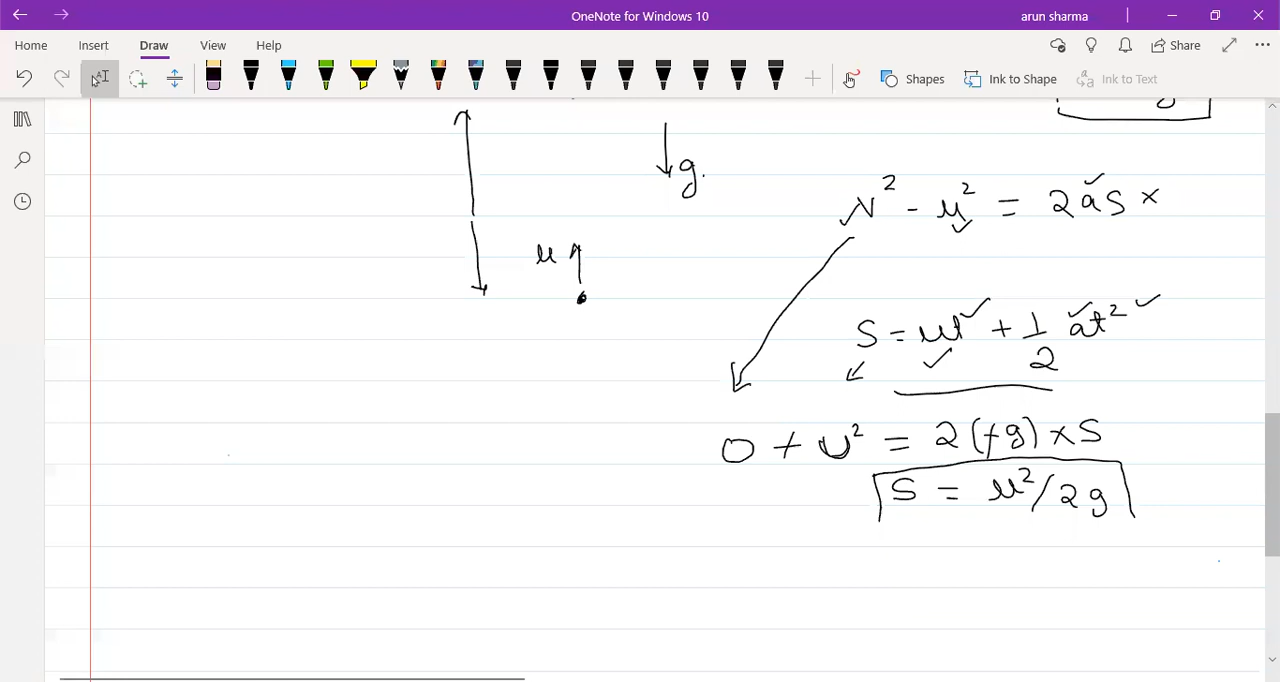 OneNote for Windows 10
arun sharma
Home Insert Draw View Help
Share
Shapes Ink to Shape Ink to Text
g.
v² - u² = 2as ×
u
S = ut + 1/2 at²
0 + u² = 2(+g) × S
S = u²/2g